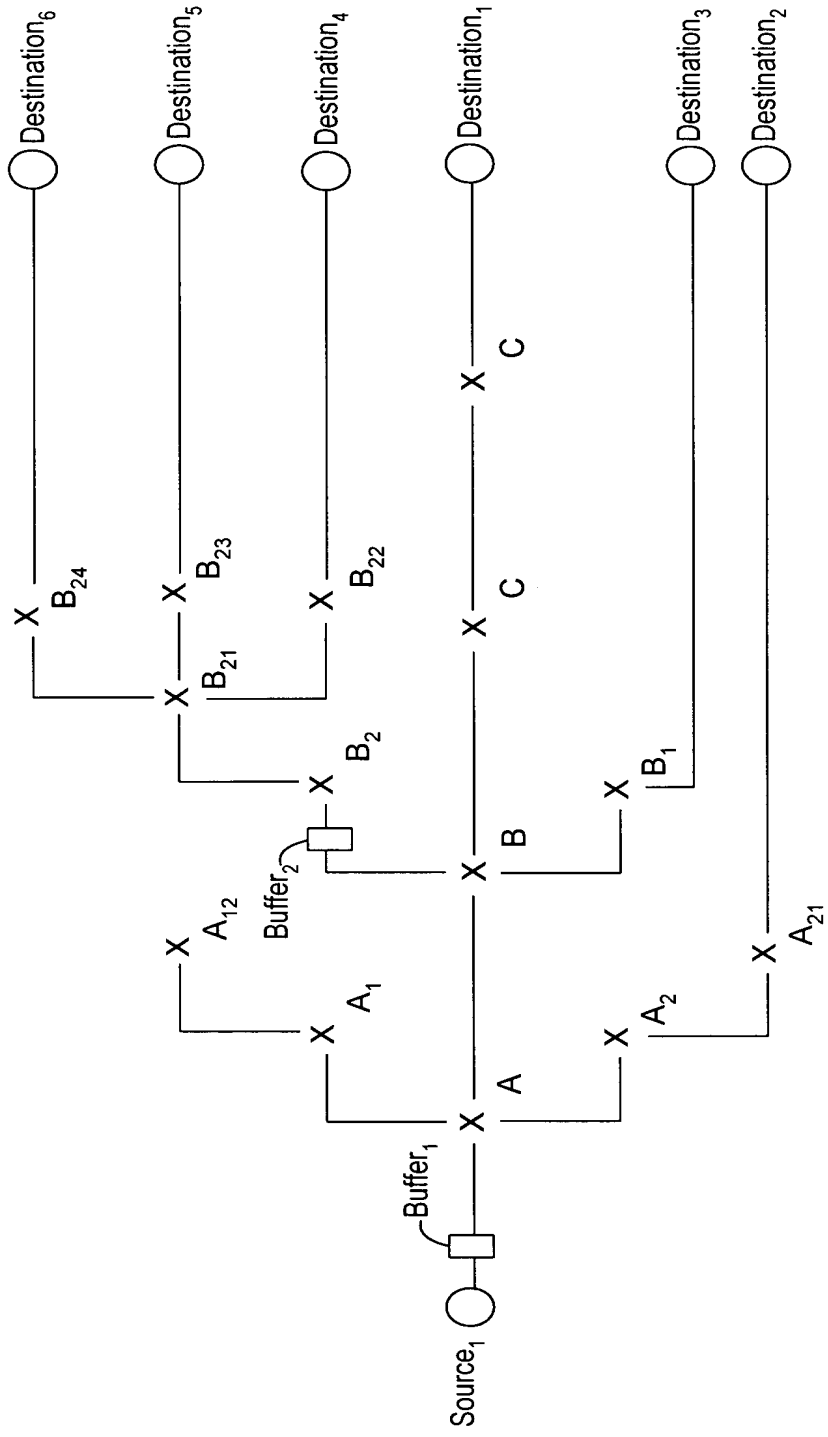 Destination₆
Destination₅
Destination₄
Destination₁
Destination₃
Destination₂
X B₂₄
X B₂₃
X B₂₂
X B₂₁
X C
X C
X B₂
X B₁
Buffer₂
X B
X A₁₂
X A₁
X A₂₁
X A₂
X A
Buffer₁
Source₁